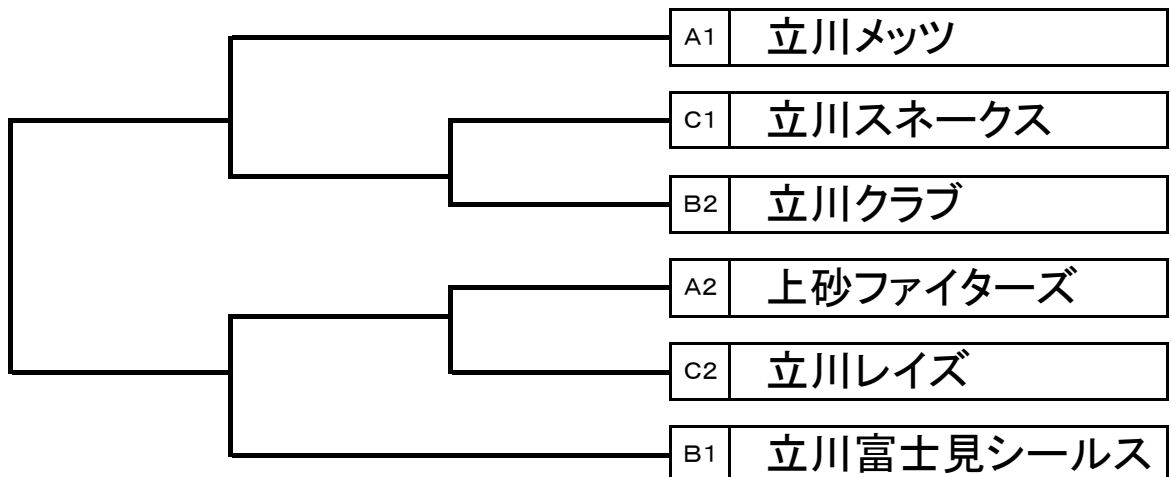 A1 立川メッツ
C1 立川スネークス
B2 立川クラブ
A2 上砂ファイターズ
C2 立川レイズ
B1 立川富士見シールス